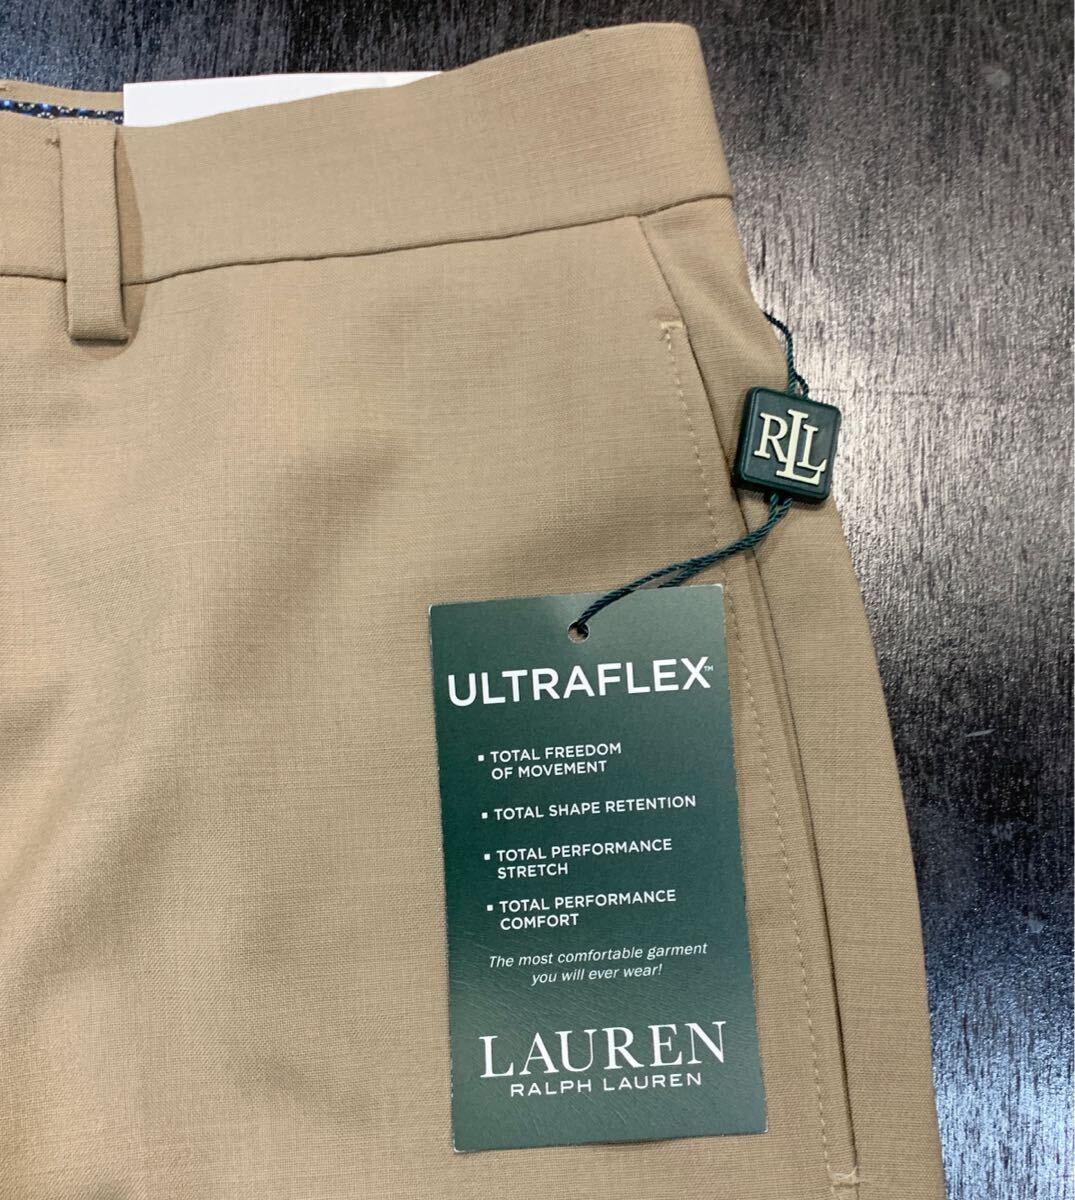 RLL
ULTRAFLEX™
▪ TOTAL FREEDOM
OF MOVEMENT
▪ TOTAL SHAPE RETENTION
▪ TOTAL PERFORMANCE
STRETCH
▪ TOTAL PERFORMANCE
COMFORT
The most comfortable garment
you will ever wear!
LAUREN
RALPH LAUREN